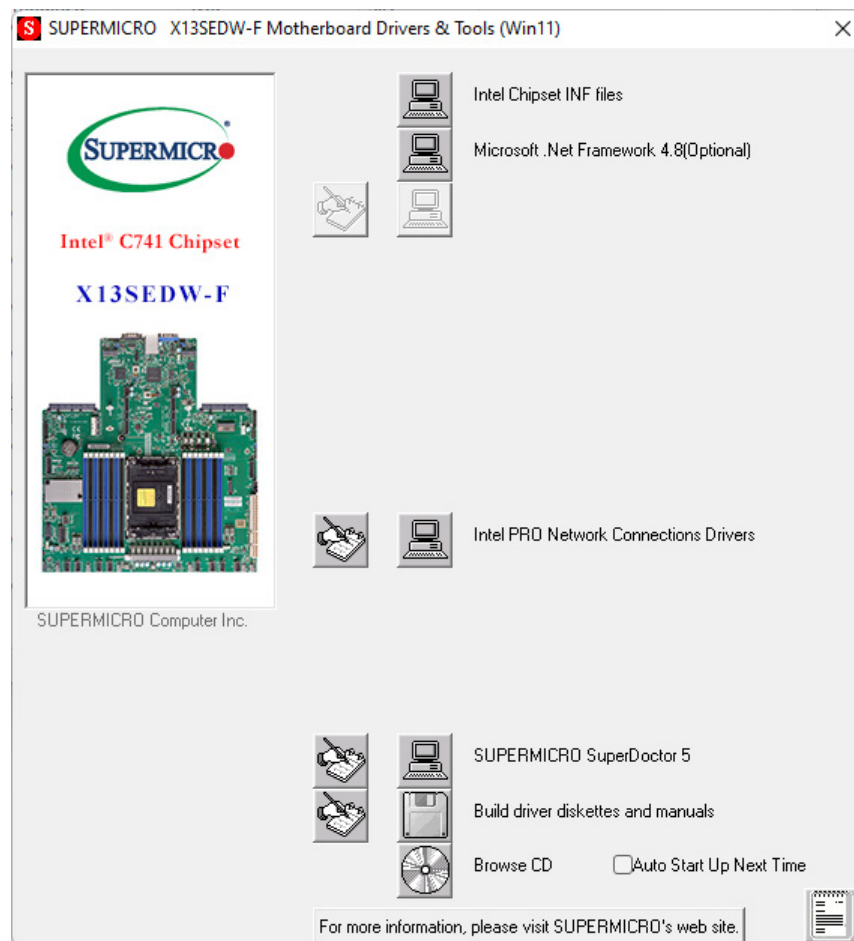 SUPERMICRO X13SEDW-F Motherboard Drivers & Tools (Win11)
SUPERMICR
Intel® C741 Chipset
X13SEDW-F
SUPERMICRO Computer Inc.
Intel Chipset INF files
Microsoft .Net Framework 4.8(Optional)
Intel PRO Network Connections Drivers
SUPERMICRO SuperDoctor 5
Build driver diskettes and manuals
Browse CD
Auto Start Up Next Time
For more information, please visit SUPERMICRO's web site.